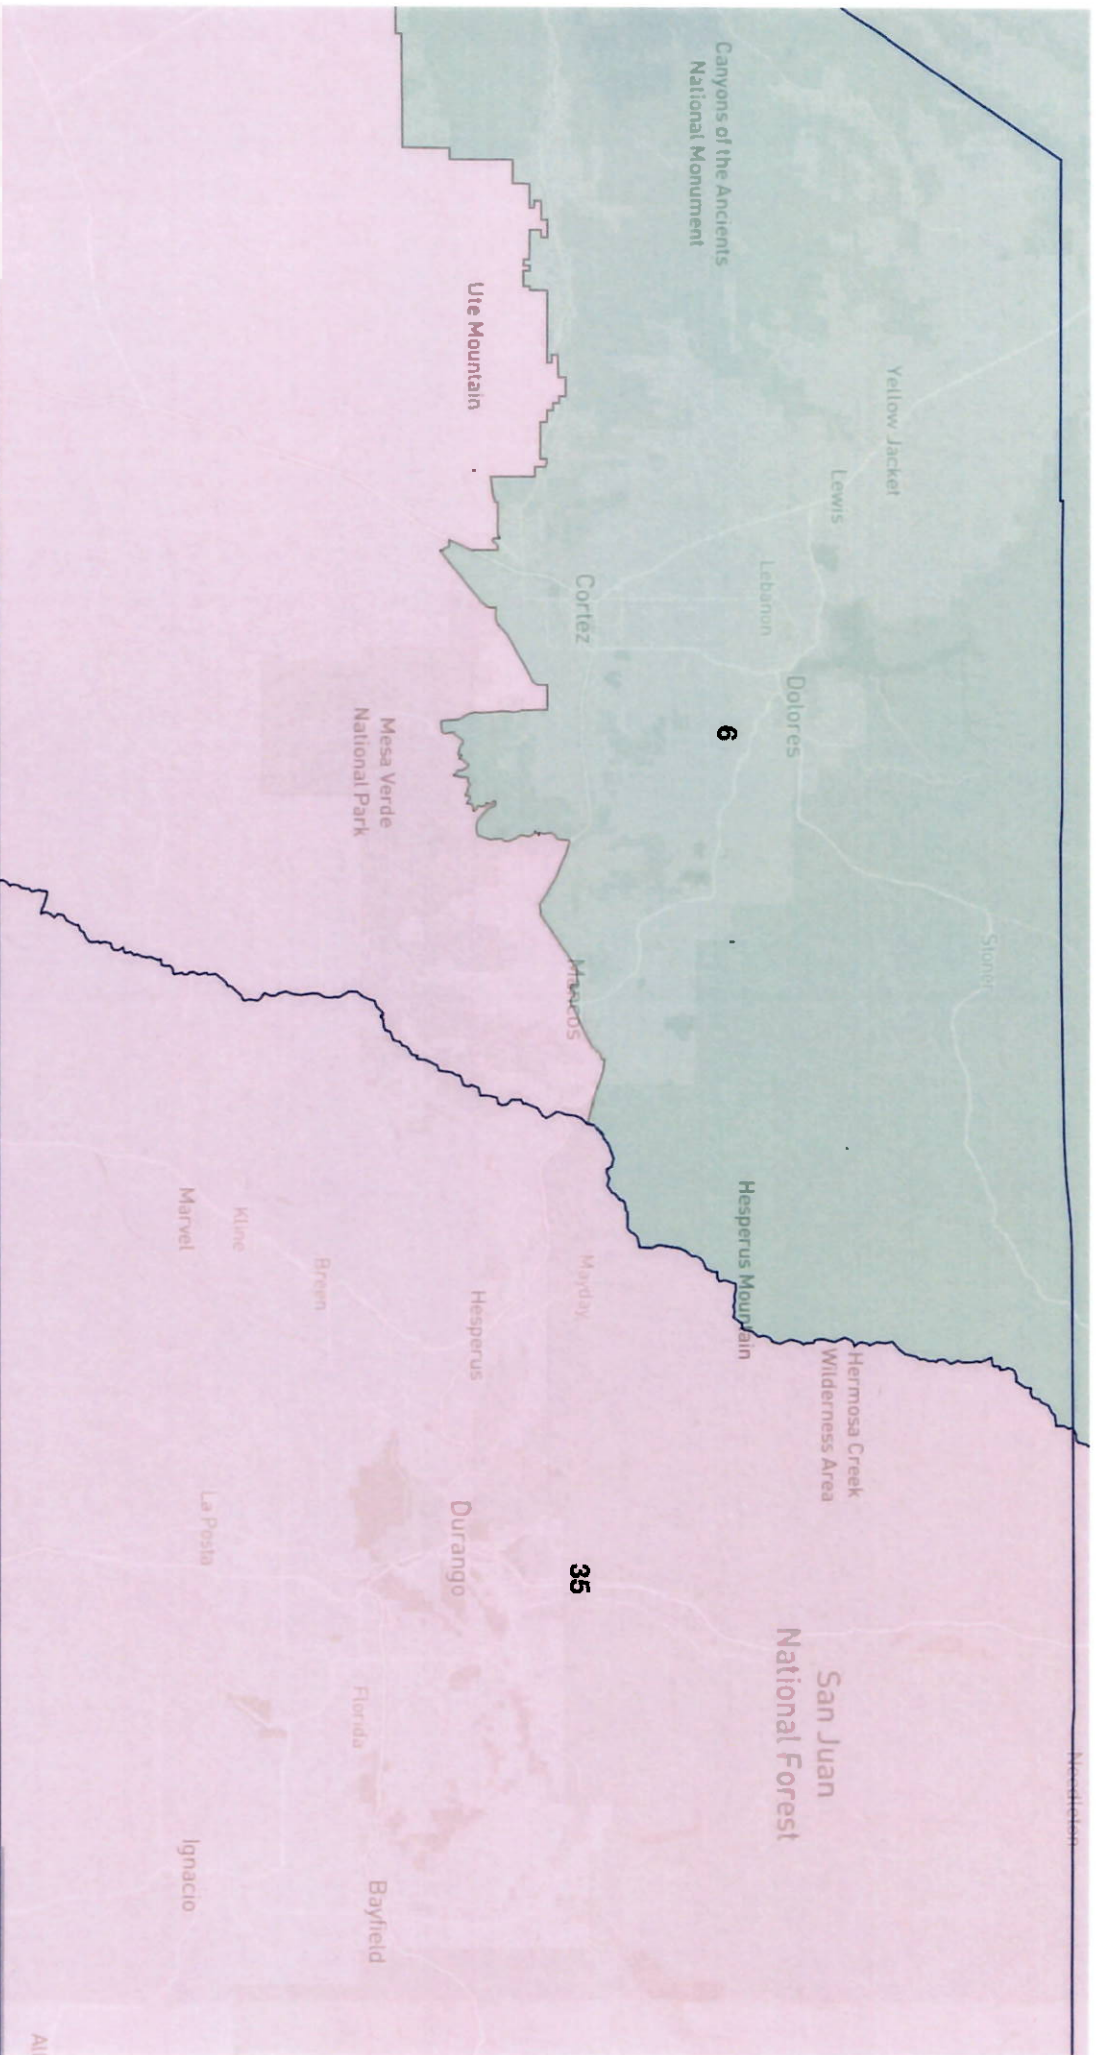 Canyons of the Ancients
National Monument
Yellow Jacket
Ute Mountain
Lewis
Lebanon
Cortez
Dolores
6
Mesa Verde
National Park
Stoner
Mancos
Hesperus Mountain
Mayday
Hermosa Creek
Wilderness Area
Marvel
Kline
Breen
Hesperus
Durango
La Posta
35
San Juan
National Forest
Florida
Needleton
Ignacio
Bayfield